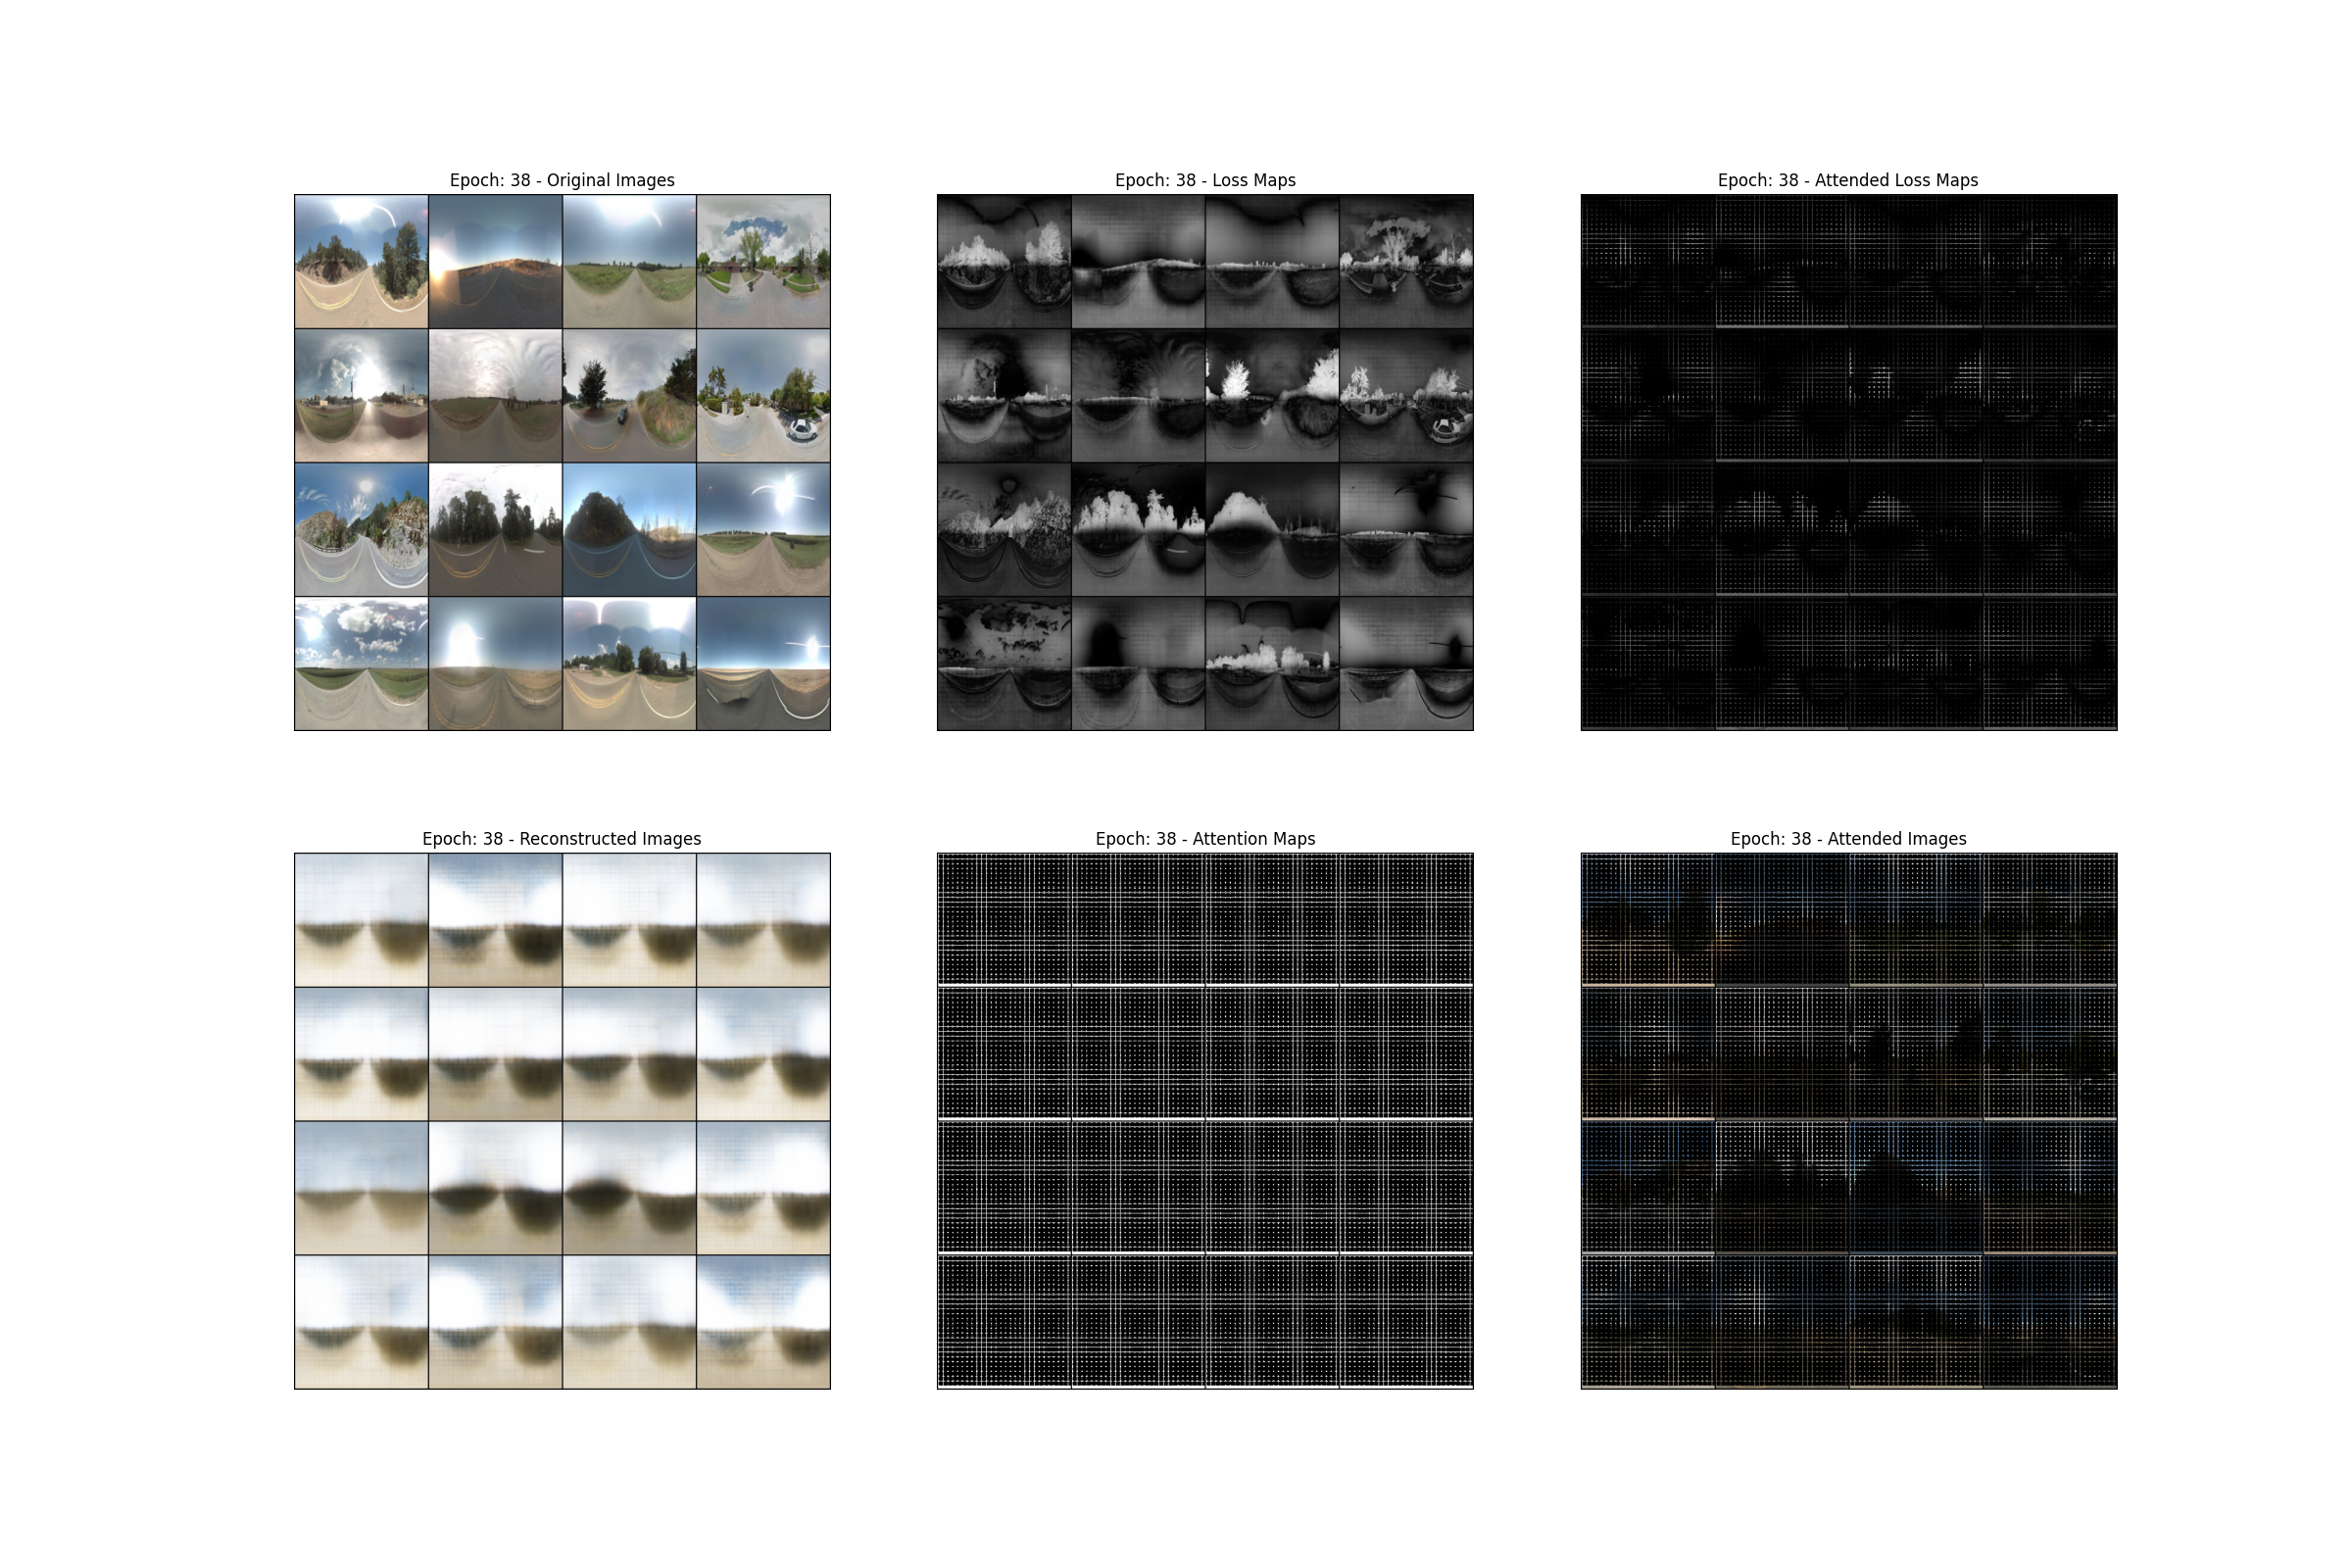 Epoch: 38 - Original Images
Epoch: 38 - Loss Maps
Epoch: 38 - Attended Loss Maps
Epoch: 38 - Reconstructed Images
Epoch: 38 - Attention Maps
Epoch: 38 - Attended Images